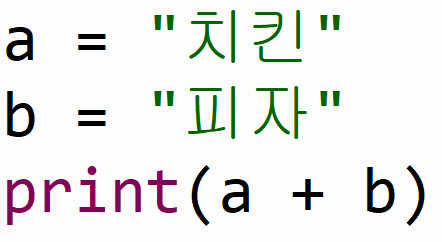 a = "치킨"
b = "피자"
print(a + b)